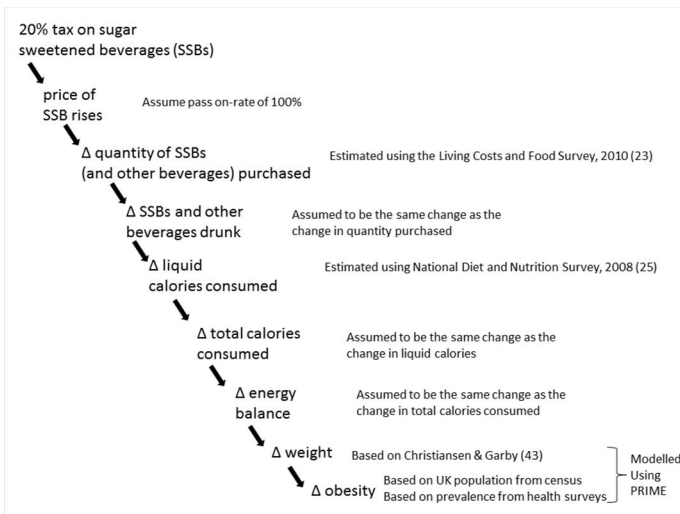 20% tax on sugar
sweetened beverages (SSBs)
price of
SSB rises
Assume pass on-rate of 100%
Δ quantity of SSBs
(and other beverages) purchased
Estimated using the Living Costs and Food Survey, 2010 (23)
Δ SSBs and other
beverages drunk
Assumed to be the same change as the
change in quantity purchased
Δ liquid
calories consumed
Estimated using National Diet and Nutrition Survey, 2008 (25)
Δ total calories
consumed
Assumed to be the same change as the
change in liquid calories
Δ energy
balance
Assumed to be the same change as the
change in total calories consumed
Δ weight
Based on Christiansen & Garby (43)
Δ obesity
Based on UK population from census
Based on prevalence from health surveys
Modelled
Using
PRIME